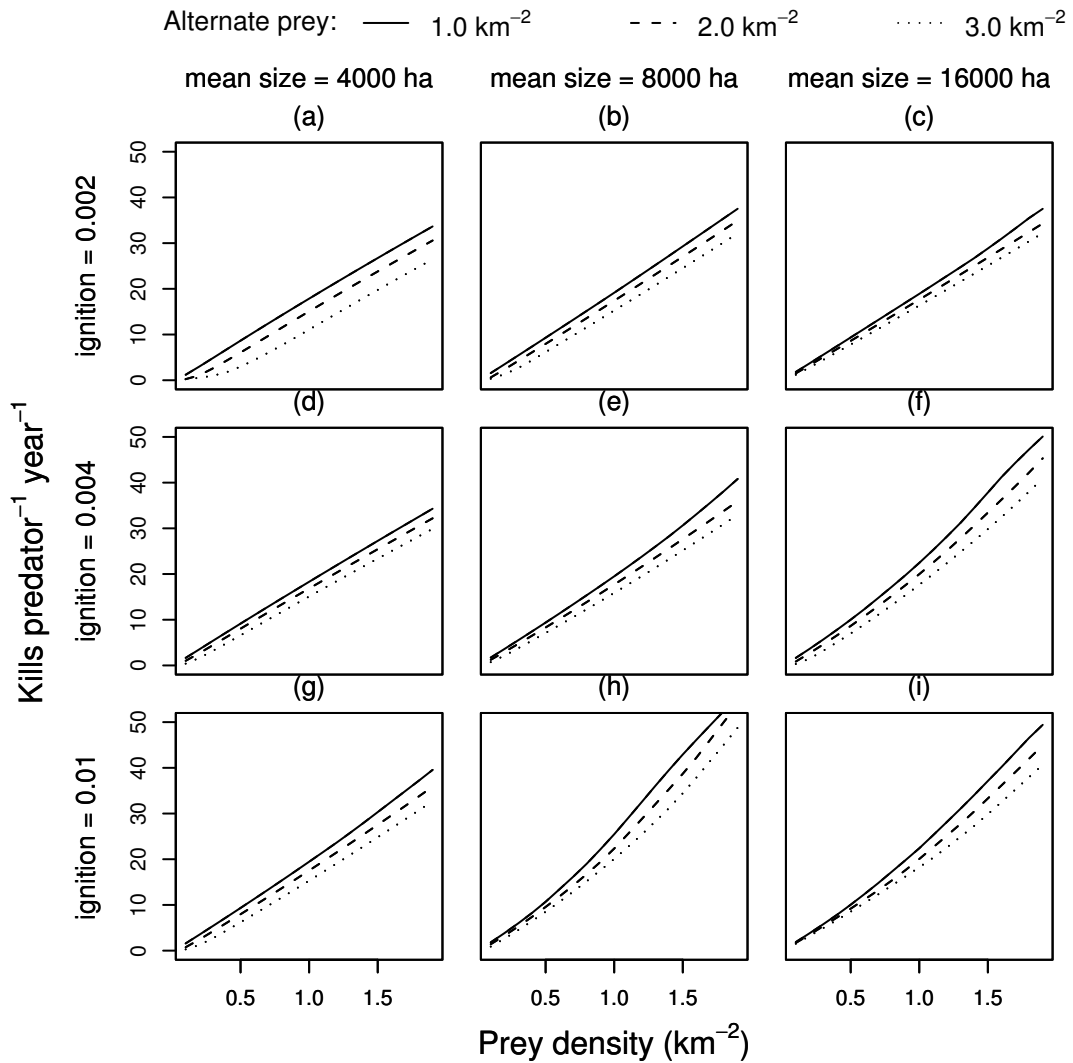 Alternate prey: 1.0 km⁻² 2.0 km⁻² 3.0 km⁻²
mean size = 4000 ha mean size = 8000 ha mean size = 16000 ha
(a) (b) (c)
ignition = 0.002
50
40
30
20
10
0
(d) (e) (f)
Kills predator⁻¹ year⁻¹
ignition = 0.004
50
40
30
20
10
0
(g) (h) (i)
ignition = 0.01
50
40
30
20
10
0
0.5 1.0 1.5 0.5 1.0 1.5 0.5 1.0 1.5
Prey density (km⁻²)